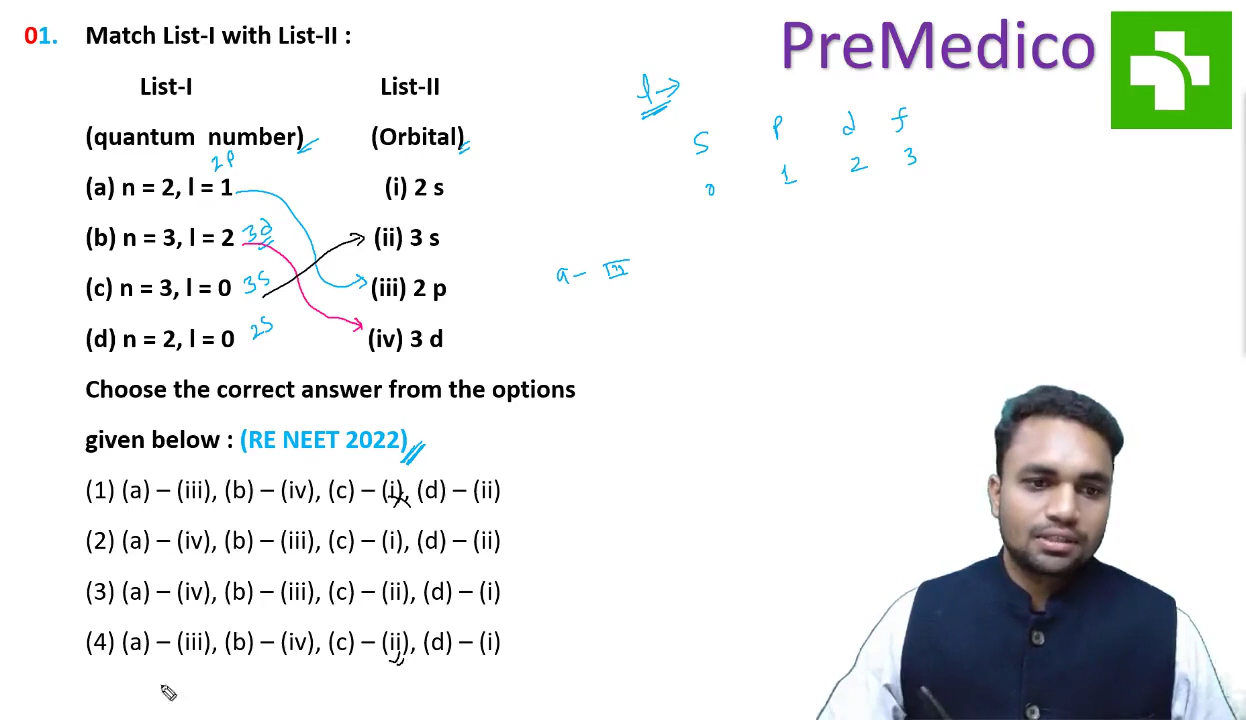 01. Match List-I with List-II :
PreMedico
List-I List-II
l →
(quantum number) (Orbital)
s p d f
0 1 2 3
2p
(a) n = 2, l = 1 (i) 2 s
(b) n = 3, l = 2 3d (ii) 3 s
a - III
(c) n = 3, l = 0 3s (iii) 2 p
(d) n = 2, l = 0 2s (iv) 3 d
Choose the correct answer from the options
given below : (RE NEET 2022)
(1) (a) – (iii), (b) – (iv), (c) – (i), (d) – (ii)
(2) (a) – (iv), (b) – (iii), (c) – (i), (d) – (ii)
(3) (a) – (iv), (b) – (iii), (c) – (ii), (d) – (i)
(4) (a) – (iii), (b) – (iv), (c) – (ii), (d) – (i)